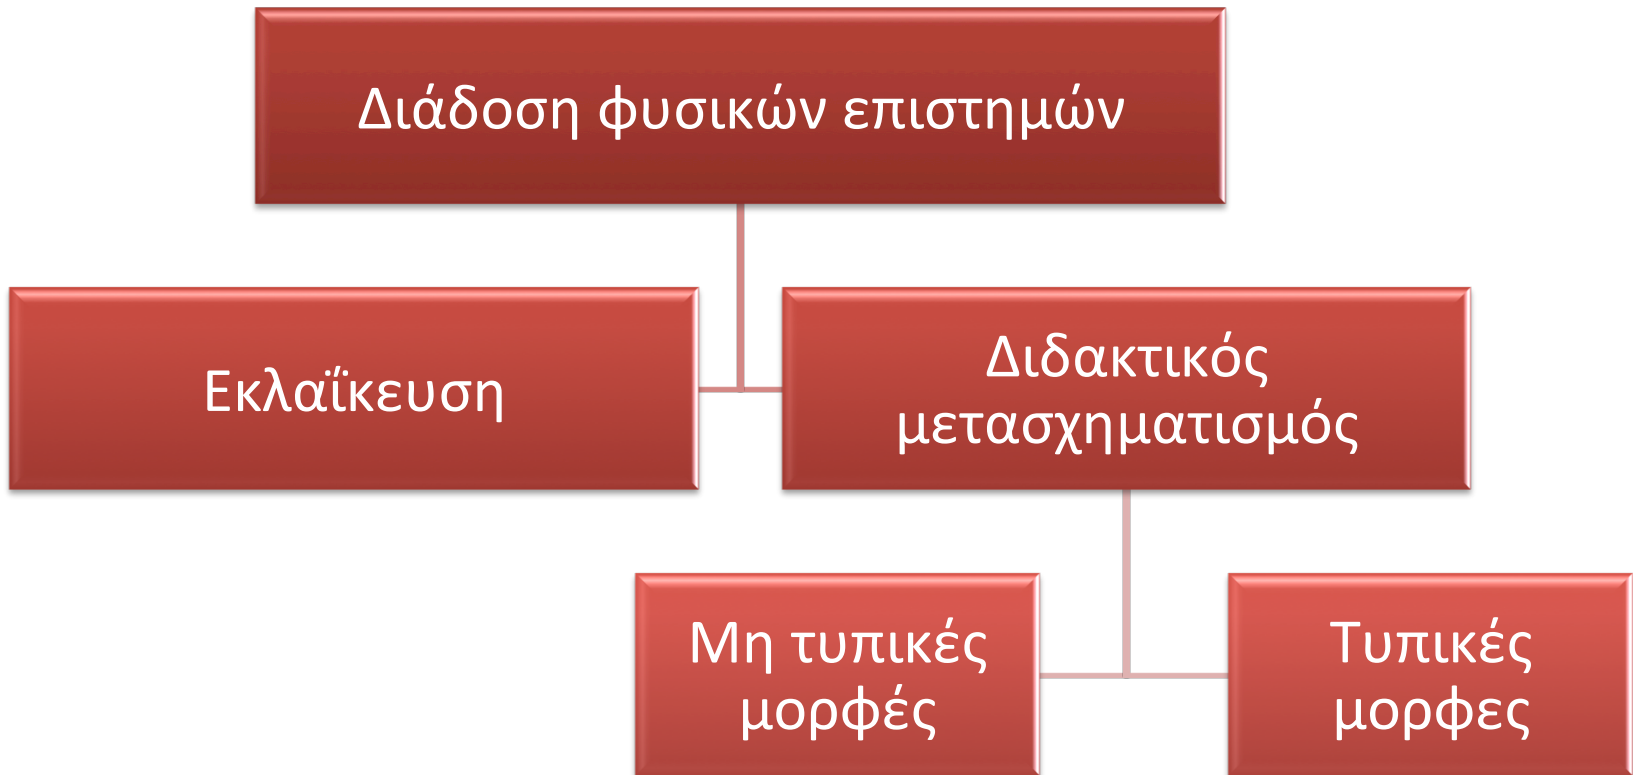 Διάδοση φυσικών επιστημών
Εκλαΐκευση
Διδακτικός
μετασχηματισμός
Μη τυπικές
μορφές
Τυπικές
μορφες